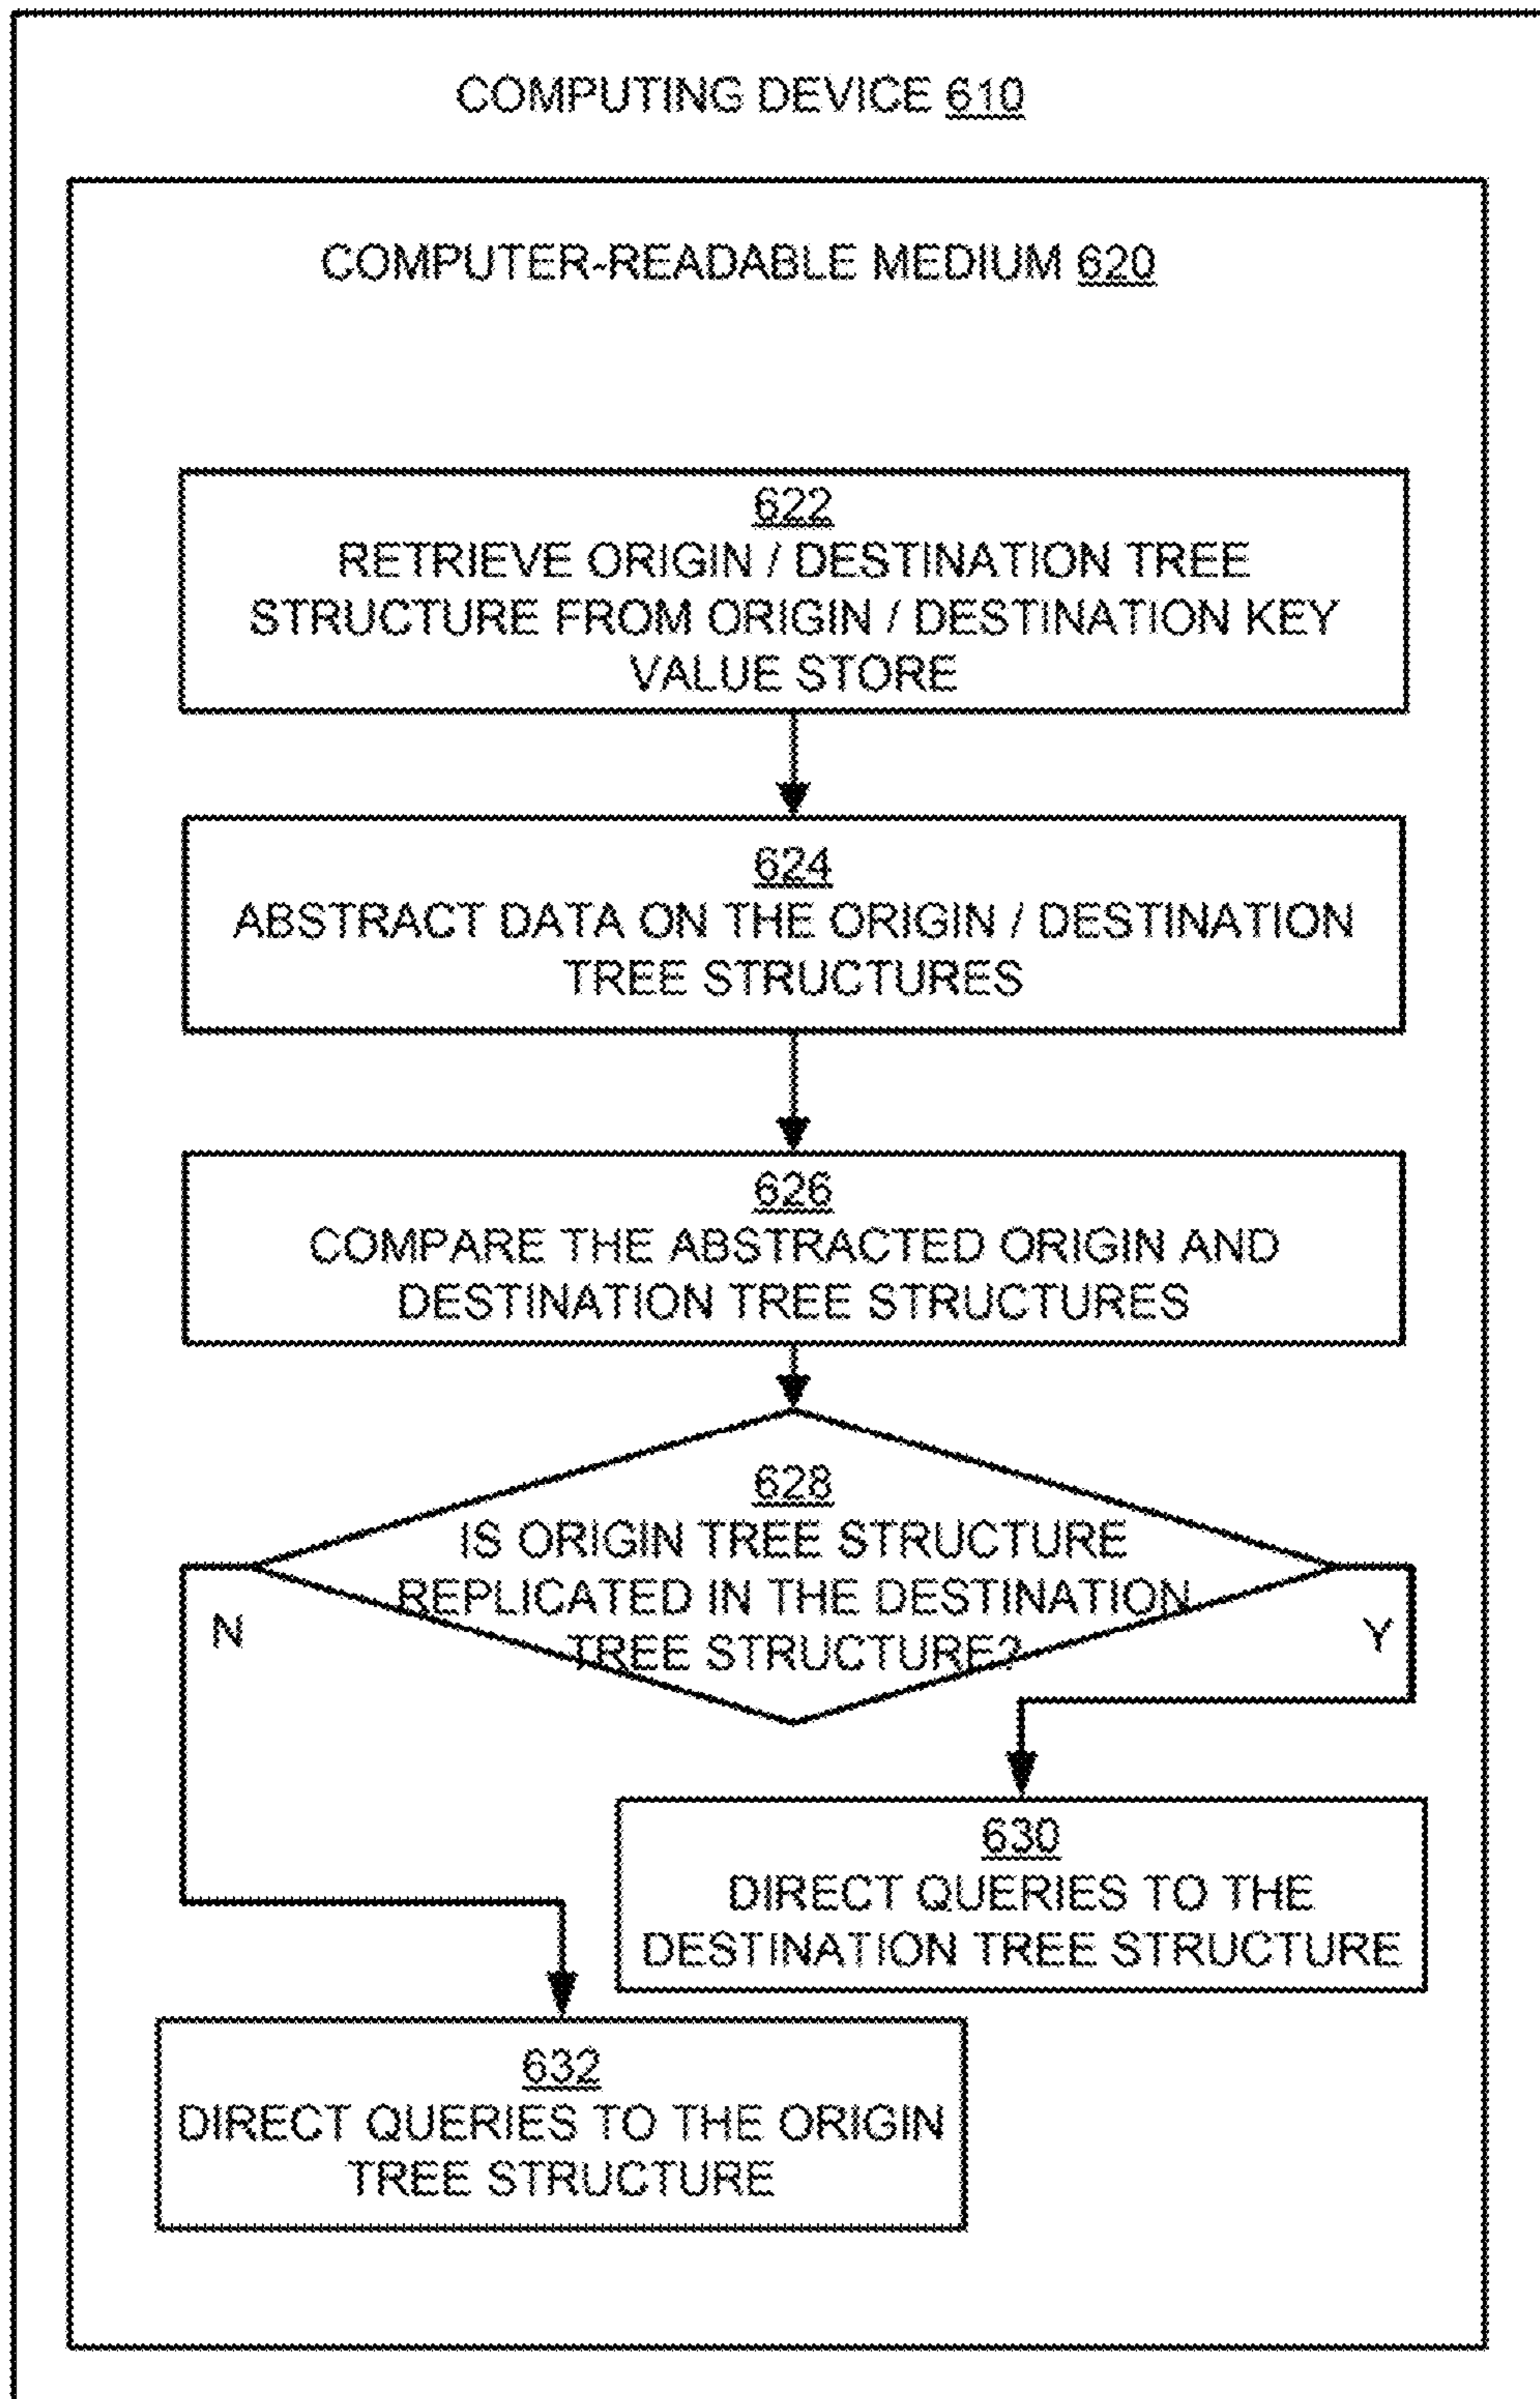 COMPUTING DEVICE 610
COMPUTER-READABLE MEDIUM 620
622
RETRIEVE ORIGIN / DESTINATION TREE
STRUCTURE FROM ORIGIN / DESTINATION KEY
VALUE STORE
624
ABSTRACT DATA ON THE ORIGIN / DESTINATION
TREE STRUCTURES
626
COMPARE THE ABSTRACTED ORIGIN AND
DESTINATION TREE STRUCTURES
628
IS ORIGIN TREE STRUCTURE
REPLICATED IN THE DESTINATION
TREE STRUCTURE?
N
Y
630
DIRECT QUERIES TO THE
DESTINATION TREE STRUCTURE
632
DIRECT QUERIES TO THE ORIGIN
TREE STRUCTURE